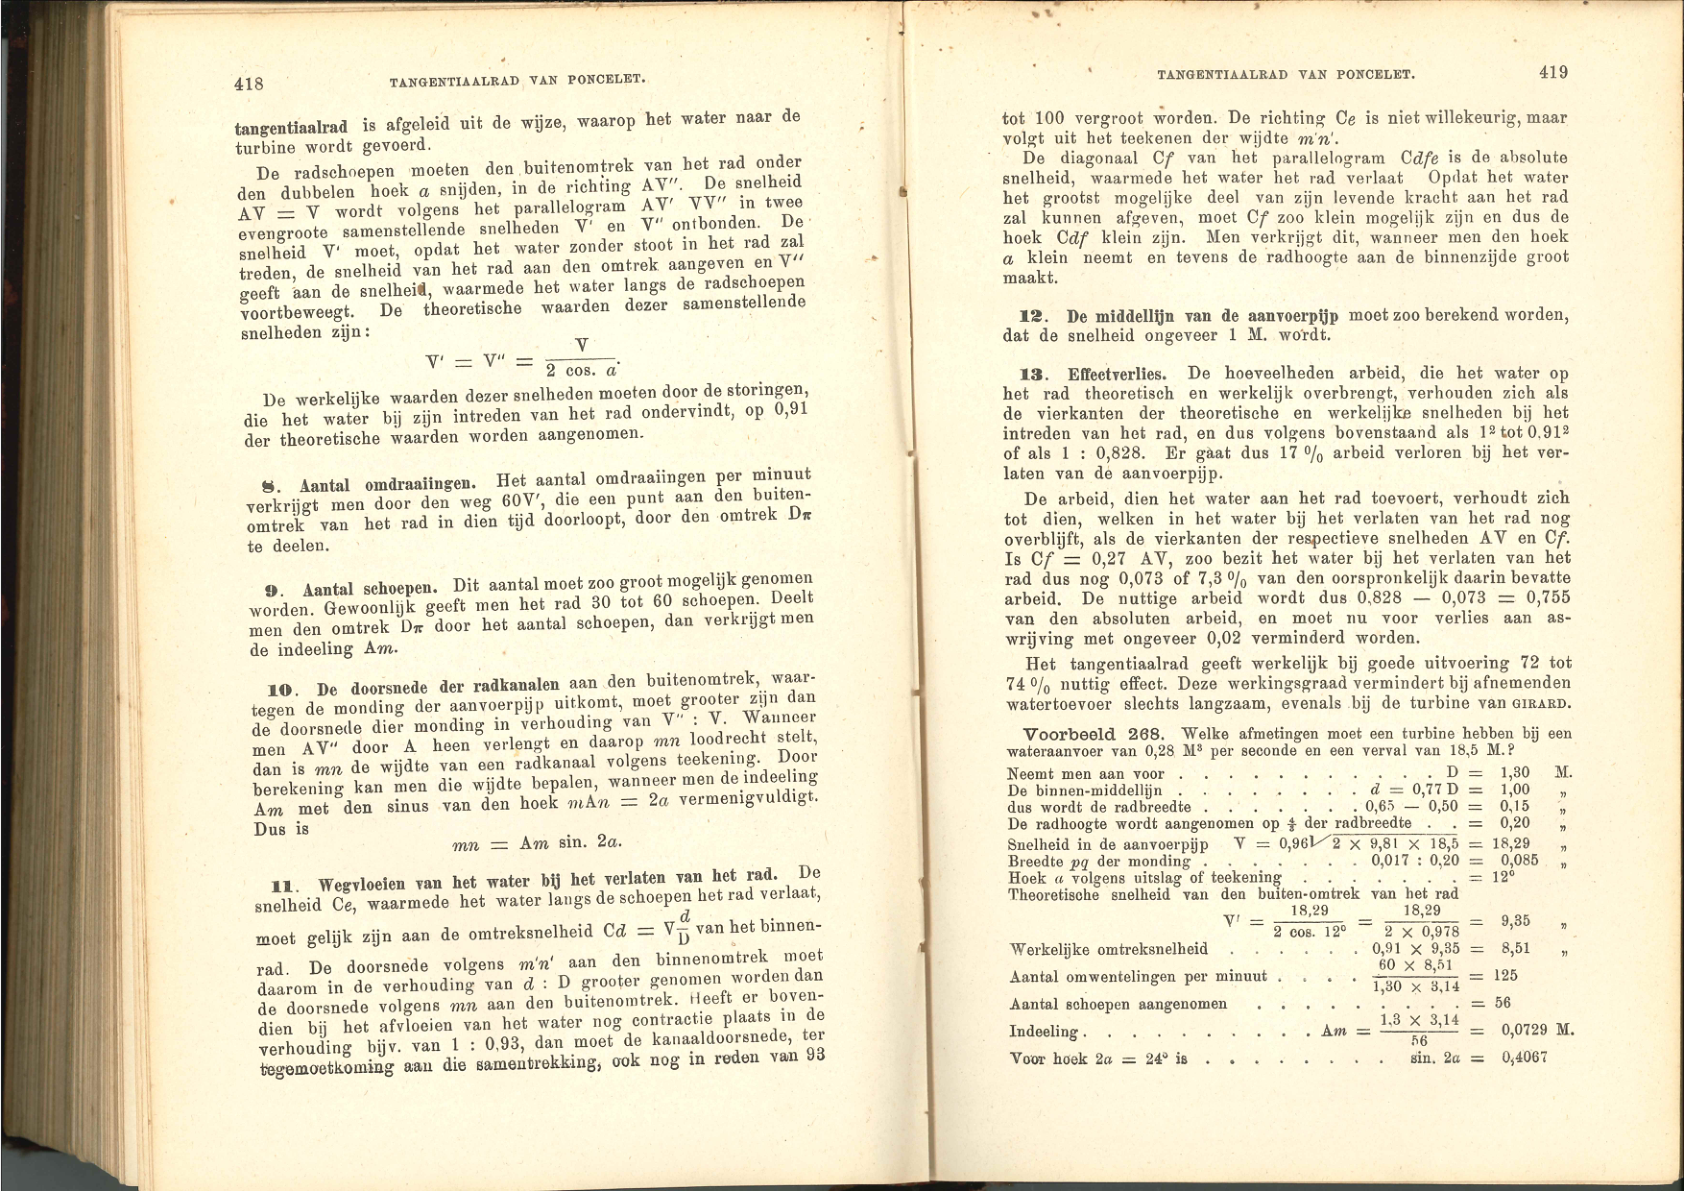 418 TANGENTIAALRAD VAN PONCELET.
tangentiaalrad is afgeleid uit de wijze, waarop het water naar de
turbine wordt gevoerd.
De radschoepen moeten den buitenomtrek van het rad onder
den dubbelen hoek a snijden, in de richting AV″. De snelheid
AV = V wordt volgens het parallelogram AV′ VV″ in twee
evengroote samenstellende snelheden V′ en V″ ontbonden. De
snelheid V′ moet, opdat het water zonder stoot in het rad zal
treden, de snelheid van het rad aan den omtrek aangeven en V″
geeft aan de snelheid, waarmede het water langs de radschoepen
voortbeweegt. De theoretische waarden dezer samenstellende
snelheden zijn:
V′ = V″ = V / 2 cos. a.
De werkelijke waarden dezer snelheden moeten door de storingen,
die het water bij zijn intreden van het rad ondervindt, op 0,91
der theoretische waarden worden aangenomen.
8. Aantal omdraaiingen. Het aantal omdraaiingen per minuut
verkrijgt men door den weg 60V′, die een punt aan den buiten-
omtrek van het rad in dien tijd doorloopt, door den omtrek Dπ
te deelen.
9. Aantal schoepen. Dit aantal moet zoo groot mogelijk genomen
worden. Gewoonlijk geeft men het rad 30 tot 60 schoepen. Deelt
men den omtrek Dπ door het aantal schoepen, dan verkrijgt men
de indeeling Am.
10. De doorsnede der radkanalen aan den buitenomtrek, waar-
tegen de monding der aanvoerpijp uitkomt, moet grooter zijn dan
de doorsnede dier monding in verhouding van V″ : V. Wanneer
men AV″ door A heen verlengt en daarop mn loodrecht stelt,
dan is mn de wijdte van een radkanaal volgens teekening. Door
berekening kan men die wijdte bepalen, wanneer men de indeeling
Am met den sinus van den hoek mAn = 2a vermenigvuldigt.
Dus is
mn = Am sin. 2a.
11. Wegvloeien van het water bij het verlaten van het rad. De
snelheid Ce, waarmede het water langs de schoepen het rad verlaat,
moet gelijk zijn aan de omtreksnelheid Cd = V d/D van het binnen-
rad. De doorsnede volgens m′n′ aan den binnenomtrek moet
daarom in de verhouding van d : D grooter genomen worden dan
de doorsnede volgens mn aan den buitenomtrek. Heeft er boven-
dien bij het afvloeien van het water nog contractie plaats in de
verhouding bijv. van 1 : 0,93, dan moet de kanaaldoorsnede, ter
tegemoetkoming aan die samentrekking, ook nog in reden van 93
TANGENTIAALRAD VAN PONCELET. 419
tot 100 vergroot worden. De richting Ce is niet willekeurig, maar
volgt uit het teekenen der wijdte m′n′.
De diagonaal Cf van het parallelogram Cdfe is de absolute
snelheid, waarmede het water het rad verlaat Opdat het water
het grootst mogelijke deel van zijn levende kracht aan het rad
zal kunnen afgeven, moet Cf zoo klein mogelijk zijn en dus de
hoek Cdf klein zijn. Men verkrijgt dit, wanneer men den hoek
a klein neemt en tevens de radhoogte aan de binnenzijde groot
maakt.
12. De middellijn van de aanvoerpijp moet zoo berekend worden,
dat de snelheid ongeveer 1 M. wordt.
13. Effectverlies. De hoeveelheden arbeid, die het water op
het rad theoretisch en werkelijk overbrengt, verhouden zich als
de vierkanten der theoretische en werkelijke snelheden bij het
intreden van het rad, en dus volgens bovenstaand als 1² tot 0.91²
of als 1 : 0,828. Er gaat dus 17 % arbeid verloren bij het ver-
laten van de aanvoerpijp.
De arbeid, dien het water aan het rad toevoert, verhoudt zich
tot dien, welken in het water bij het verlaten van het rad nog
overblijft, als de vierkanten der respectieve snelheden AV en Cf.
Is Cf = 0,27 AV, zoo bezit het water bij het verlaten van het
rad dus nog 0,073 of 7,3 % van den oorspronkelijk daarin bevatte
arbeid. De nuttige arbeid wordt dus 0,828 — 0,073 = 0,755
van den absoluten arbeid, en moet nu voor verlies aan as-
wrijving met ongeveer 0,02 verminderd worden.
Het tangentiaalrad geeft werkelijk bij goede uitvoering 72 tot
74 % nuttig effect. Deze werkingsgraad vermindert bij afnemenden
watertoevoer slechts langzaam, evenals bij de turbine van GIRARD.
Voorbeeld 268. Welke afmetingen moet een turbine hebben bij een
wateraanvoer van 0,28 M³ per seconde en een verval van 18,5 M.?
Neemt men aan voor . . . . . . . . . . . D = 1,30 M.
De binnen-middellijn . . . . . . . . d = 0,77 D = 1,00 „
dus wordt de radbreedte . . . . . . . 0,65 — 0,50 = 0,15 „
De radhoogte wordt aangenomen op 4/3 der radbreedte . . = 0,20 „
Snelheid in de aanvoerpijp V = 0,96√2 × 9,81 × 18,5 = 18,29 „
Breedte pq der monding . . . . . . . 0,017 : 0,20 = 0,085 „
Hoek a volgens uitslag of teekening . . . . . . . = 12°
Theoretische snelheid van den buiten-omtrek van het rad
V′ = 18,29 / 2 cos. 12° = 18,29 / 2 × 0,978 = 9,35 „
Werkelijke omtreksnelheid . . . . . . 0,91 × 9,35 = 8,51 „
Aantal omwentelingen per minuut . . . . 60 × 8,51 / 1,30 × 3,14 = 125
Aantal schoepen aangenomen . . . . . . . . . = 56
Indeeling . . . . . . . . . . Am = 1,3 × 3,14 / 56 = 0,0729 M.
Voor hoek 2a = 24° is . . . . . . . . sin. 2a = 0,4067